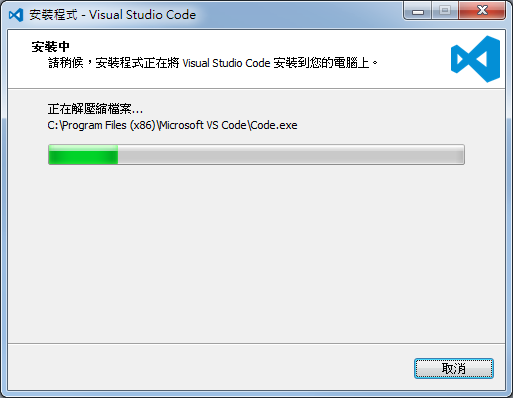 安裝程式 - Visual Studio Code
安裝中
請稍候，安裝程式正在將 Visual Studio Code 安裝到您的電腦上。
正在解壓縮檔案...
C:\Program Files (x86)\Microsoft VS Code\Code.exe
取消